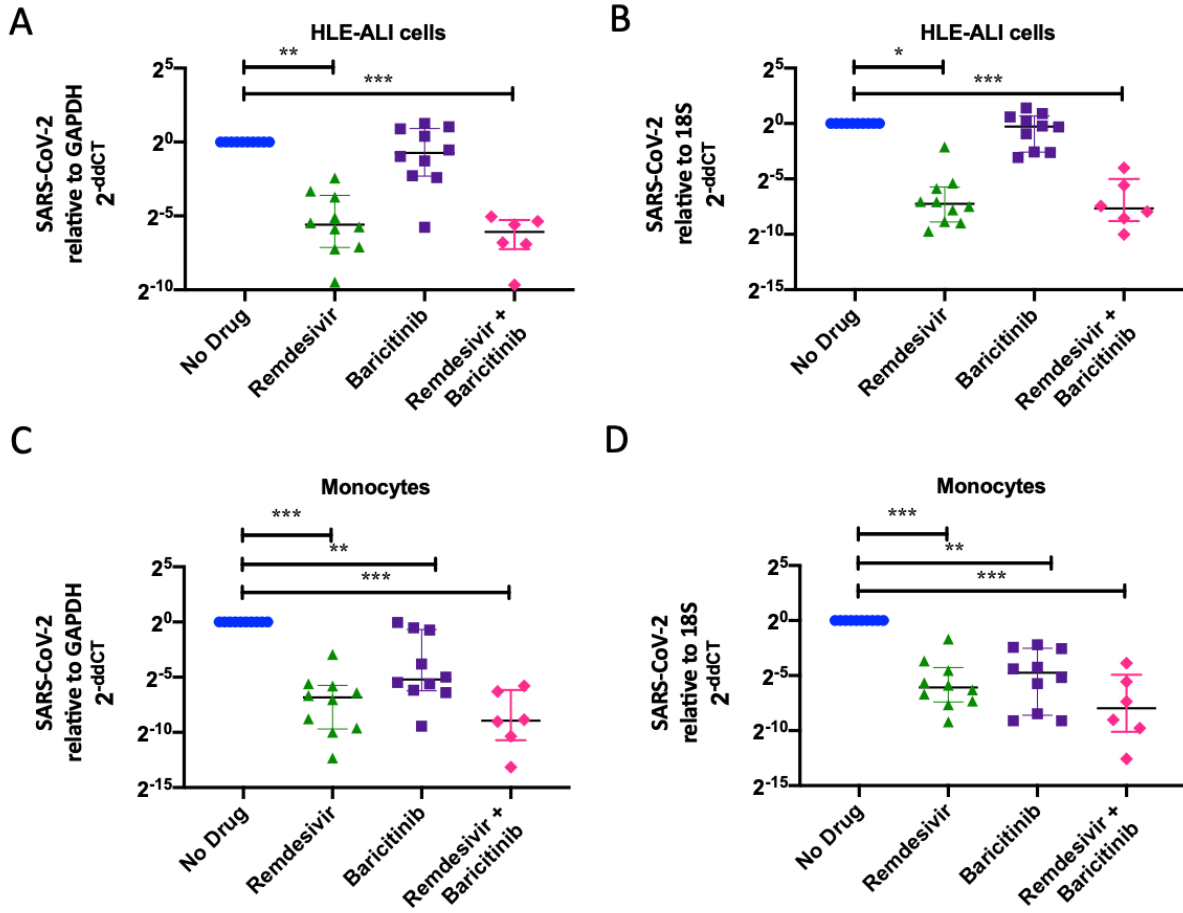 A
HLE-ALI cells
**
***
2^5
2^0
2^-5
2^-10
SARS-CoV-2
relative to GAPDH
2^-ddCT
No Drug
Remdesivir
Baricitinib
Remdesivir +
Baricitinib
B
HLE-ALI cells
*
***
2^5
2^0
2^-5
2^-10
2^-15
SARS-CoV-2
relative to 18S
2^-ddCT
No Drug
Remdesivir
Baricitinib
Remdesivir +
Baricitinib
C
Monocytes
***
**
***
2^5
2^0
2^-5
2^-10
2^-15
SARS-CoV-2
relative to GAPDH
2^-ddCT
No Drug
Remdesivir
Baricitinib
Remdesivir +
Baricitinib
D
Monocytes
***
**
***
2^5
2^0
2^-5
2^-10
2^-15
SARS-CoV-2
relative to 18S
2^-ddCT
No Drug
Remdesivir
Baricitinib
Remdesivir +
Baricitinib